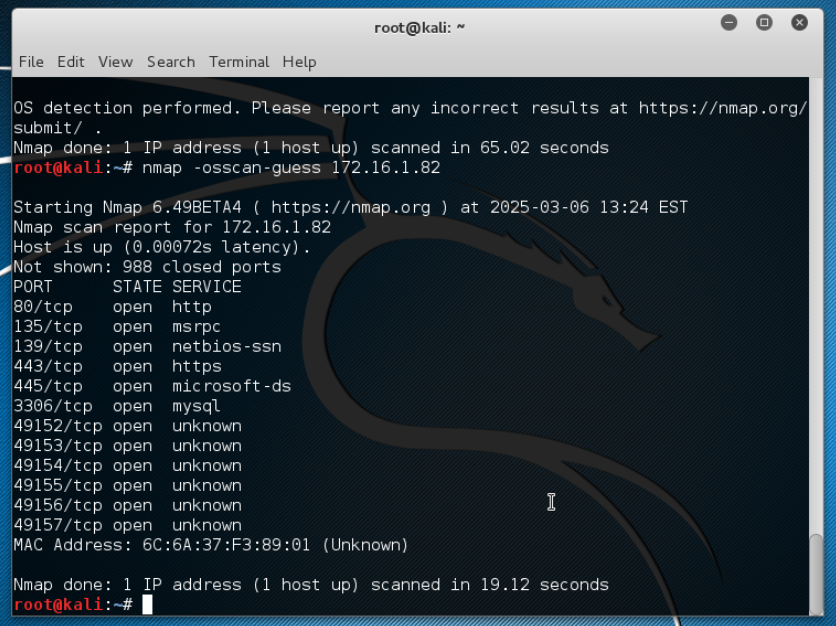 root@kali: ~
File Edit View Search Terminal Help
OS detection performed. Please report any incorrect results at https://nmap.org/
submit/ .
Nmap done: 1 IP address (1 host up) scanned in 65.02 seconds
root@kali:~# nmap -osscan-guess 172.16.1.82
Starting Nmap 6.49BETA4 ( https://nmap.org ) at 2025-03-06 13:24 EST
Nmap scan report for 172.16.1.82
Host is up (0.00072s latency).
Not shown: 988 closed ports
PORT      STATE SERVICE
80/tcp    open  http
135/tcp   open  msrpc
139/tcp   open  netbios-ssn
443/tcp   open  https
445/tcp   open  microsoft-ds
3306/tcp  open  mysql
49152/tcp open  unknown
49153/tcp open  unknown
49154/tcp open  unknown
49155/tcp open  unknown
49156/tcp open  unknown
49157/tcp open  unknown
MAC Address: 6C:6A:37:F3:89:01 (Unknown)
Nmap done: 1 IP address (1 host up) scanned in 19.12 seconds
root@kali:~#